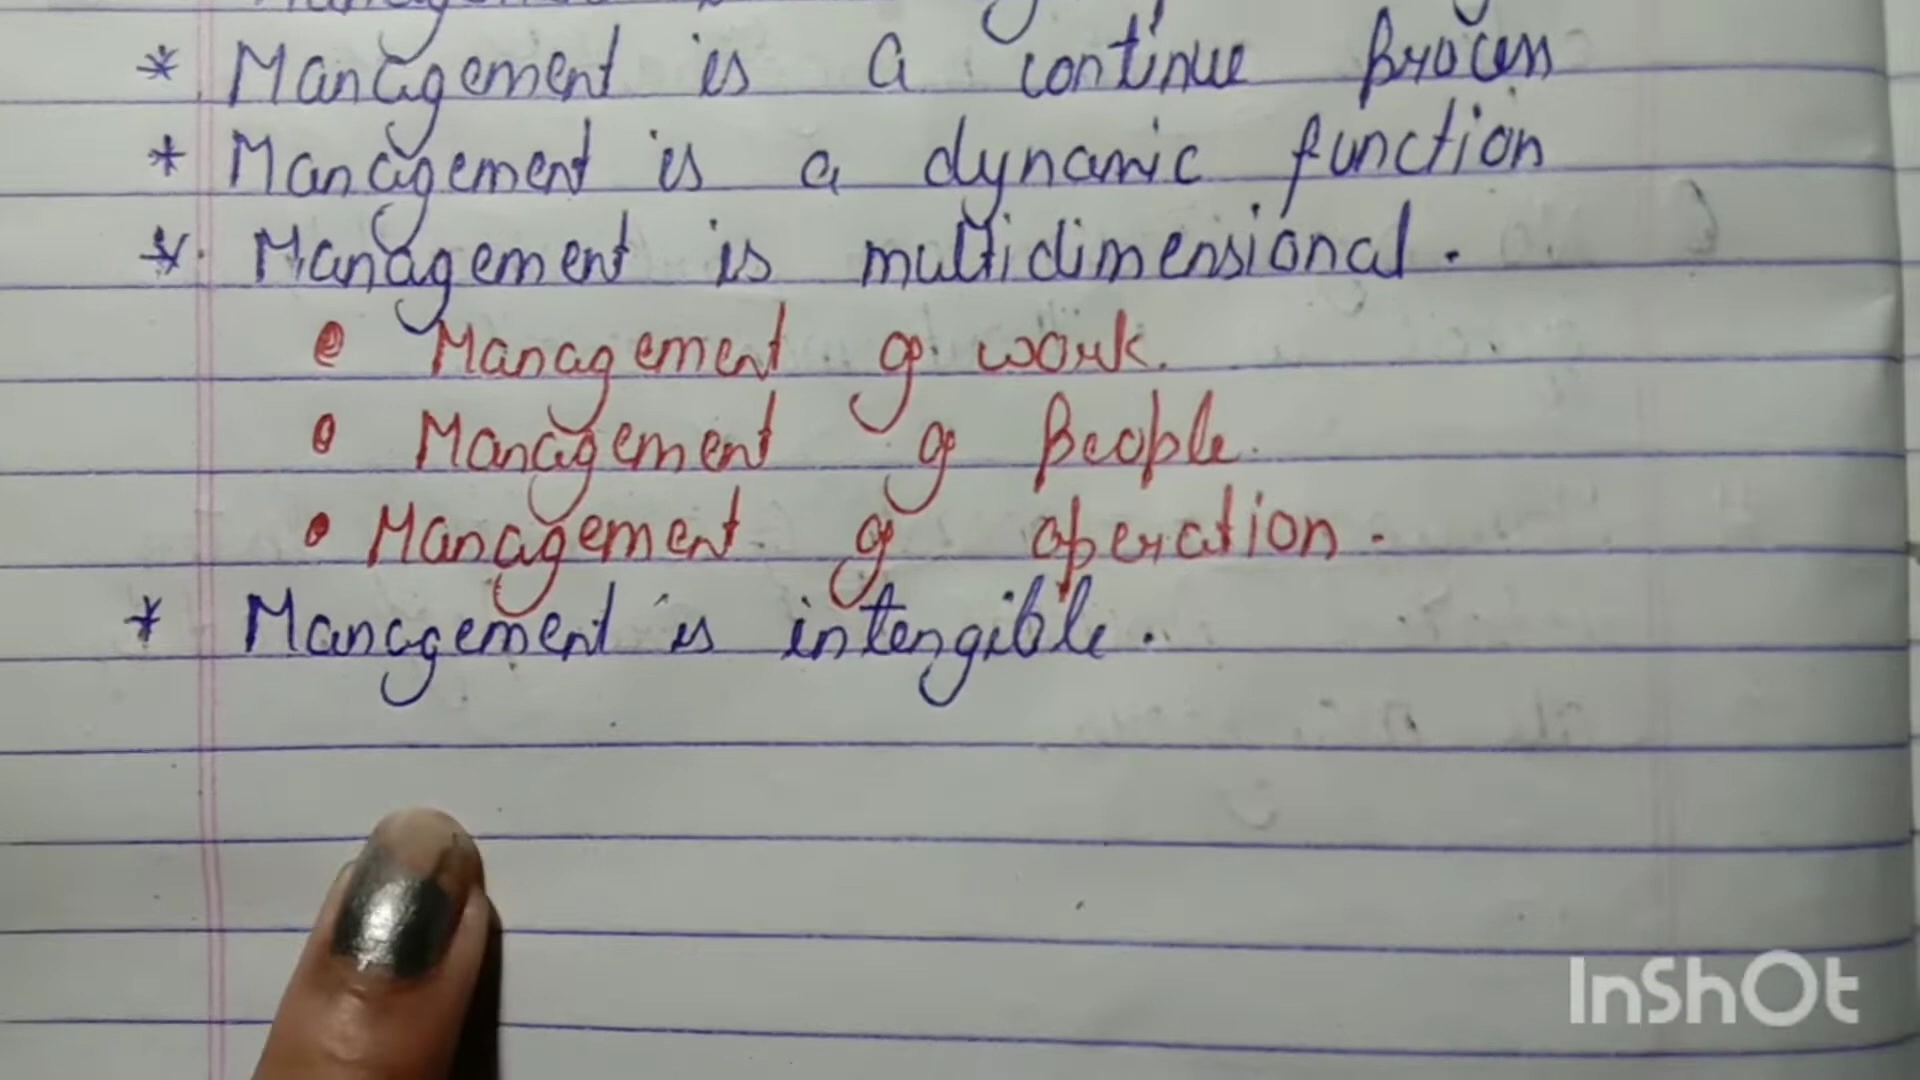 * Management is a continue process
* Management is a dynamic function
* Management is multidimensional.
• Management of work.
• Management of People.
• Management of operation.
* Management is intengible.
InShOt